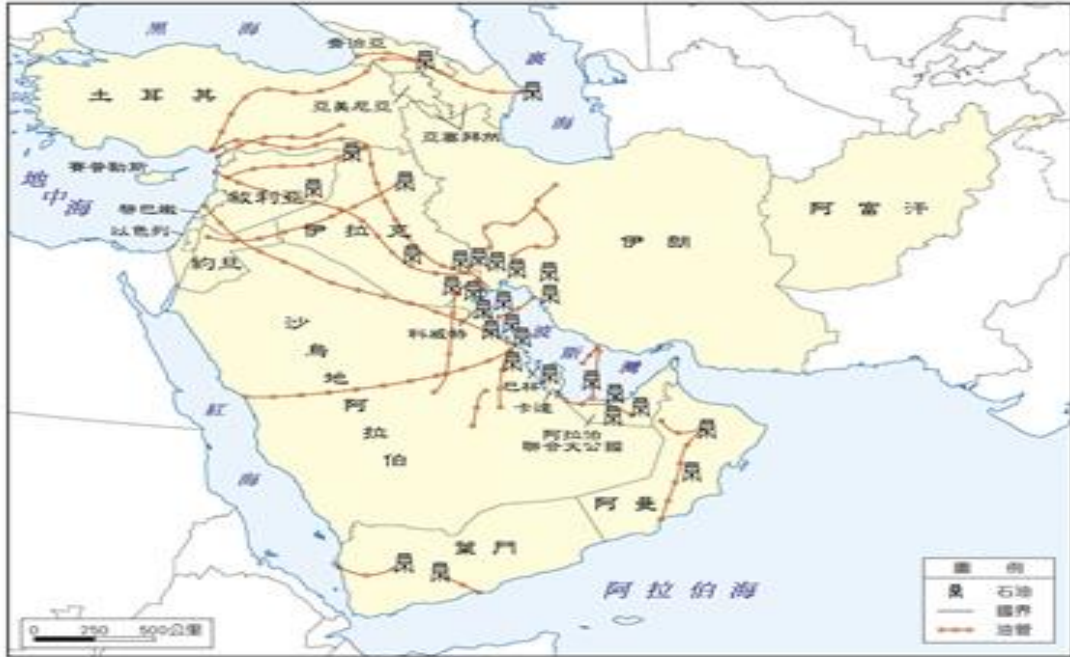 黑海
喬治亞
裏海
土耳其
亞美尼亞
亞塞拜然
賽普勒斯
地中海
敘利亞
黎巴嫩
以色列
伊拉克
伊朗
阿富汗
約旦
科威特
波斯灣
沙烏地阿拉伯
巴林
卡達
阿拉伯
聯合大公國
紅海
阿曼
葉門
阿拉伯海
圖例
石油
國界
油管
0 250 500公里